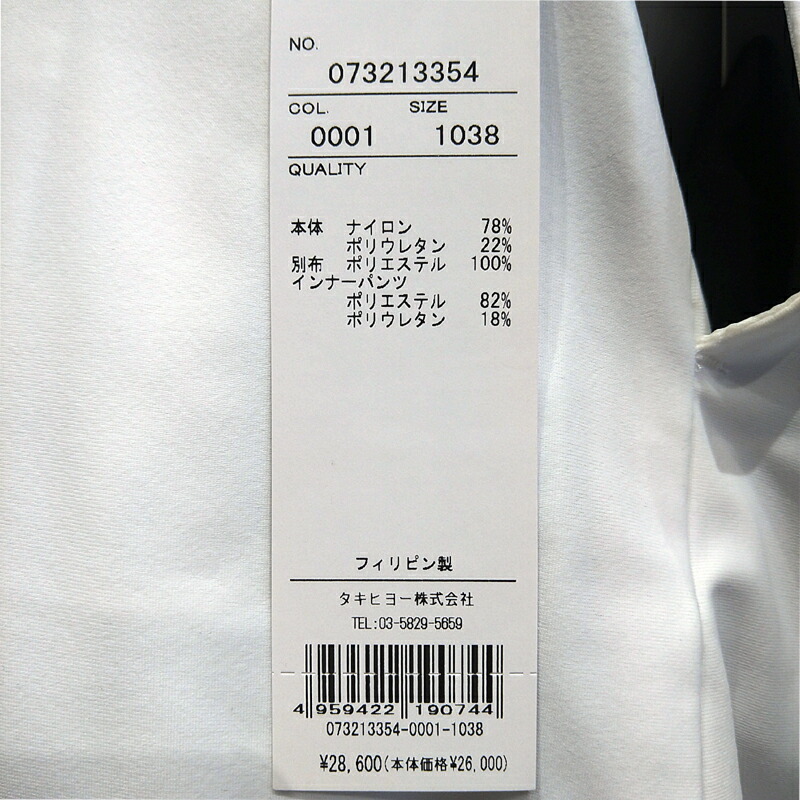 NO.
073213354
COL. SIZE
0001 1038
QUALITY
本体 ナイロン 78%
ポリウレタン 22%
別布 ポリエステル 100%
インナーパンツ
ポリエステル 82%
ポリウレタン 18%
フィリピン製
タキヒヨー株式会社
TEL:03-5829-5659
4 959422 190744
073213354-0001-1038
¥28,600(本体価格¥26,000)